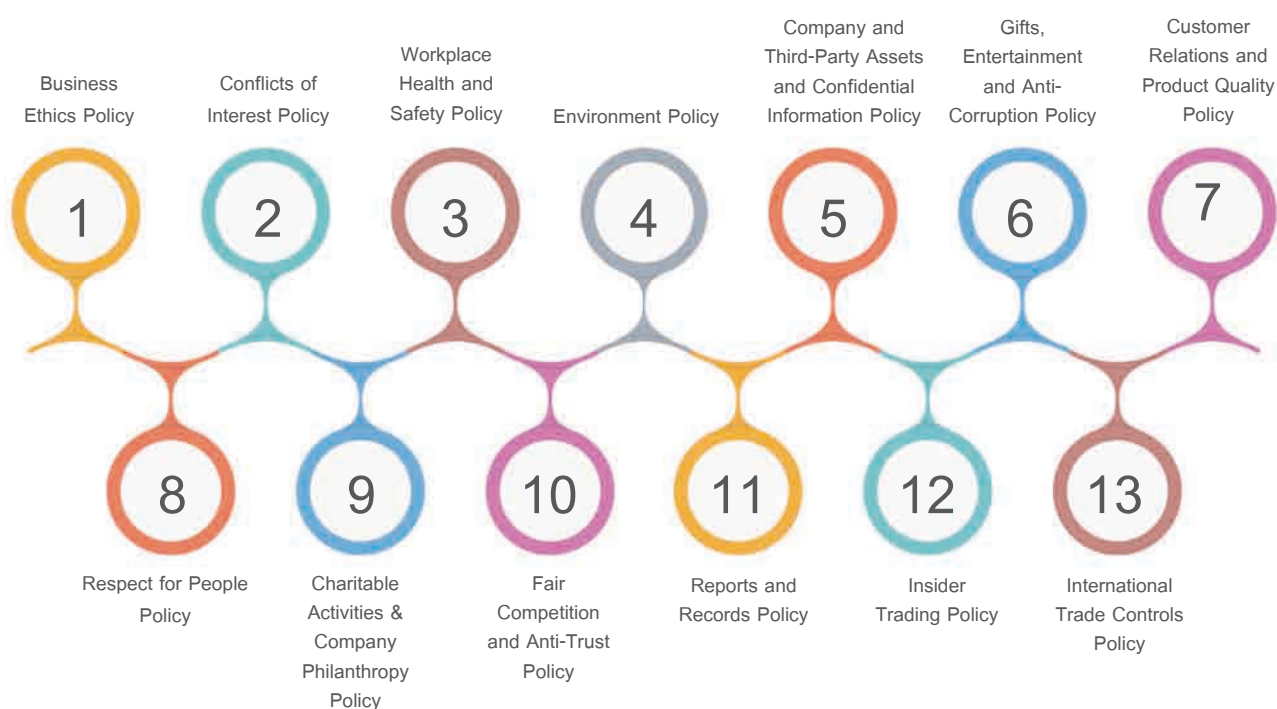 Business
Ethics Policy
1
Conflicts of
Interest Policy
2
Workplace
Health and
Safety Policy
3
Environment Policy
4
Company and
Third-Party Assets
and Confidential
Information Policy
5
Gifts,
Entertainment
and Anti-
Corruption Policy
6
Customer
Relations and
Product Quality
Policy
7
8
Respect for People
Policy
9
Charitable
Activities &
Company
Philanthropy
Policy
10
Fair
Competition
and Anti-Trust
Policy
11
Reports and
Records Policy
12
Insider
Trading Policy
13
International
Trade Controls
Policy